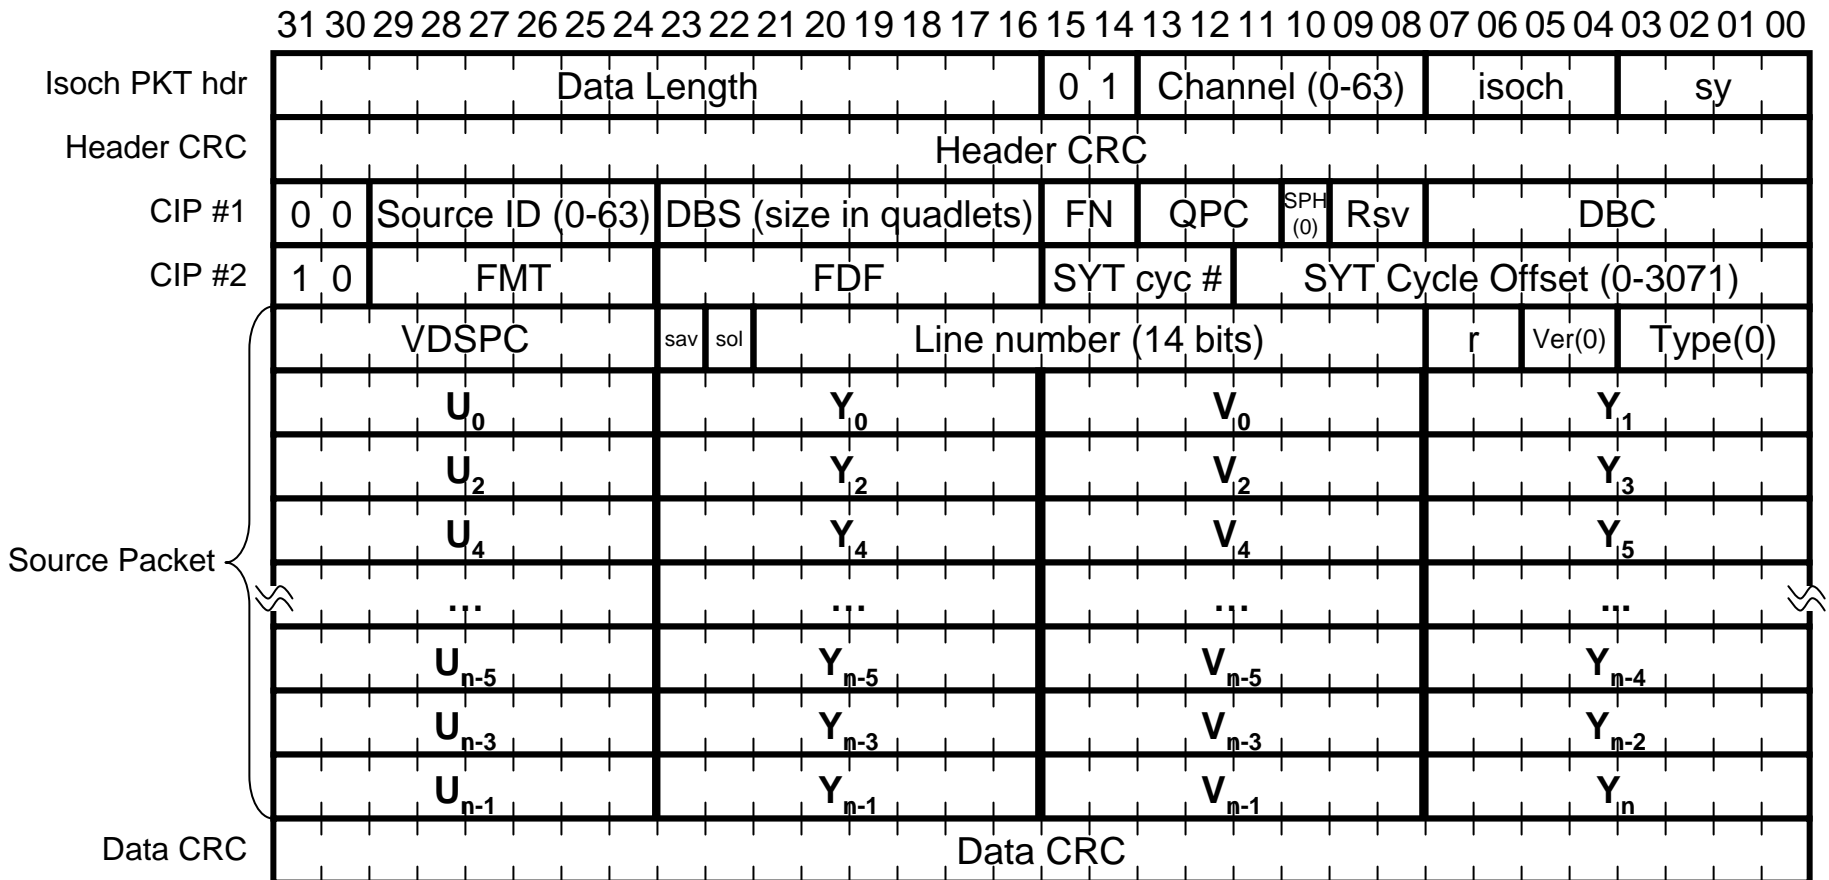 31 30 29 28 27 26 25 24 23 22 21 20 19 18 17 16 15 14 13 12 11 10 09 08 07 06 05 04 03 02 01 00
Isoch PKT hdr Data Length 0 1 Channel (0-63) isoch sy
Header CRC Header CRC
CIP #1 0 0 Source ID (0-63) DBS (size in quadlets) FN QPC SPH (0) Rsv DBC
CIP #2 1 0 FMT FDF SYT cyc # SYT Cycle Offset (0-3071)
VDSPC sav sol Line number (14 bits) r Ver(0) Type(0)
U0 Y0 V0 Y1
U2 Y2 V2 Y3
U4 Y4 V4 Y5
Source Packet
... ... ... ...
Un-5 Yn-5 Vn-5 Yn-4
Un-3 Yn-3 Vn-3 Yn-2
Un-1 Yn-1 Vn-1 Yn
Data CRC Data CRC